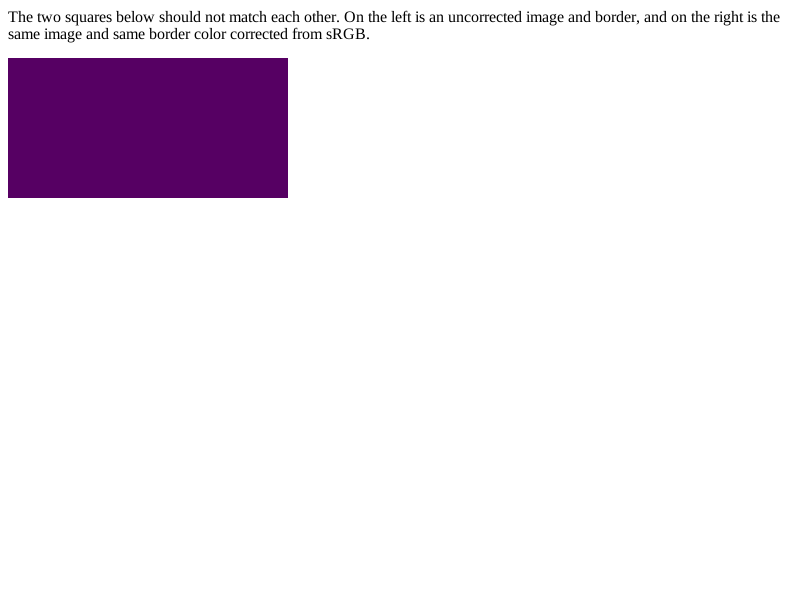 The two squares below should not match each other. On the left is an uncorrected image and border, and on the right is the
same image and same border color corrected from sRGB.